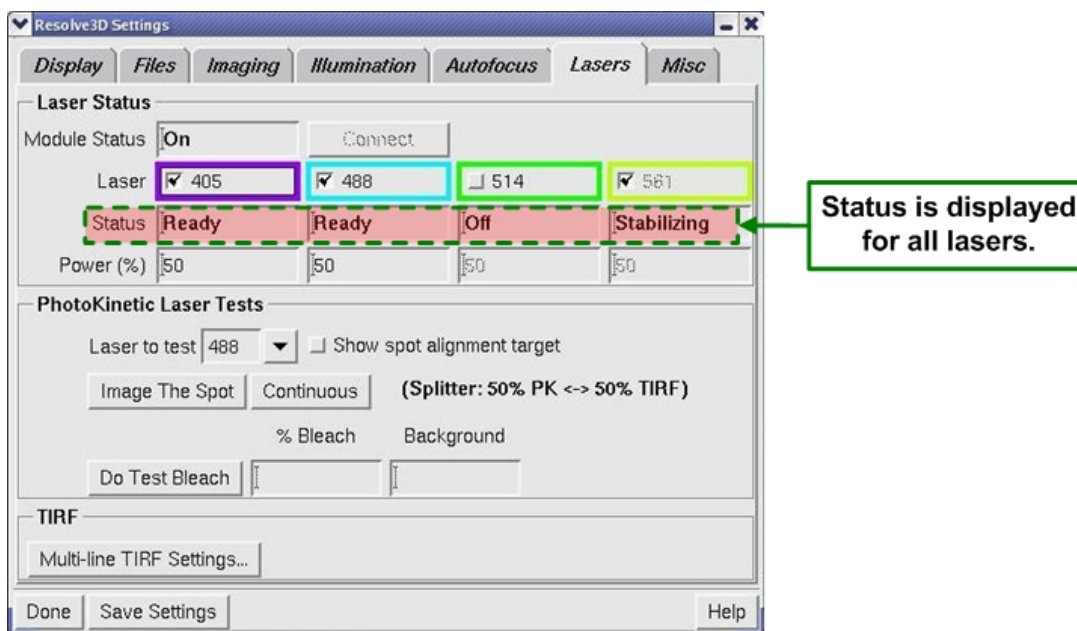 Resolve3D Settings
Display Files Imaging Illumination Autofocus Lasers Misc
Laser Status
Module Status On Connect
Laser 405 488 514 561
Status Ready Ready Off Stabilizing
Power (%) 50 50 50 50
Status is displayed
for all lasers.
PhotoKinetic Laser Tests
Laser to test 488 Show spot alignment target
Image The Spot Continuous (Splitter: 50% PK <-> 50% TIRF)
% Bleach Background
Do Test Bleach
TIRF
Multi-line TIRF Settings...
Done Save Settings Help